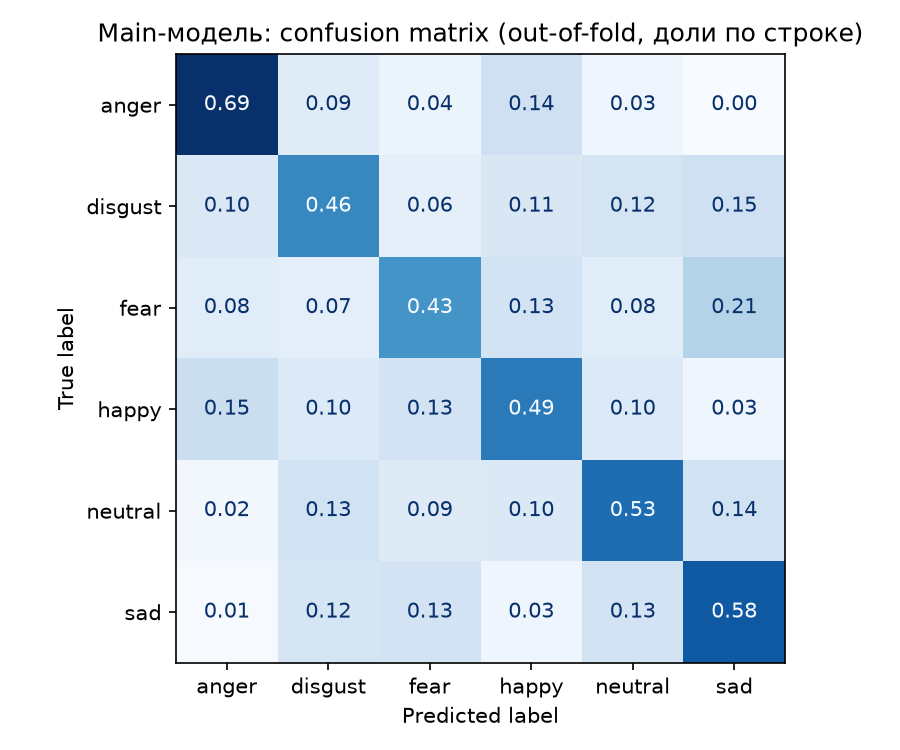 Main-модель: confusion matrix (out-of-fold, доли по строке)
anger 0.69 0.09 0.04 0.14 0.03 0.00
disgust 0.10 0.46 0.06 0.11 0.12 0.15
fear 0.08 0.07 0.43 0.13 0.08 0.21
happy 0.15 0.10 0.13 0.49 0.10 0.03
neutral 0.02 0.13 0.09 0.10 0.53 0.14
sad 0.01 0.12 0.13 0.03 0.13 0.58
True label
anger disgust fear happy neutral sad
Predicted label